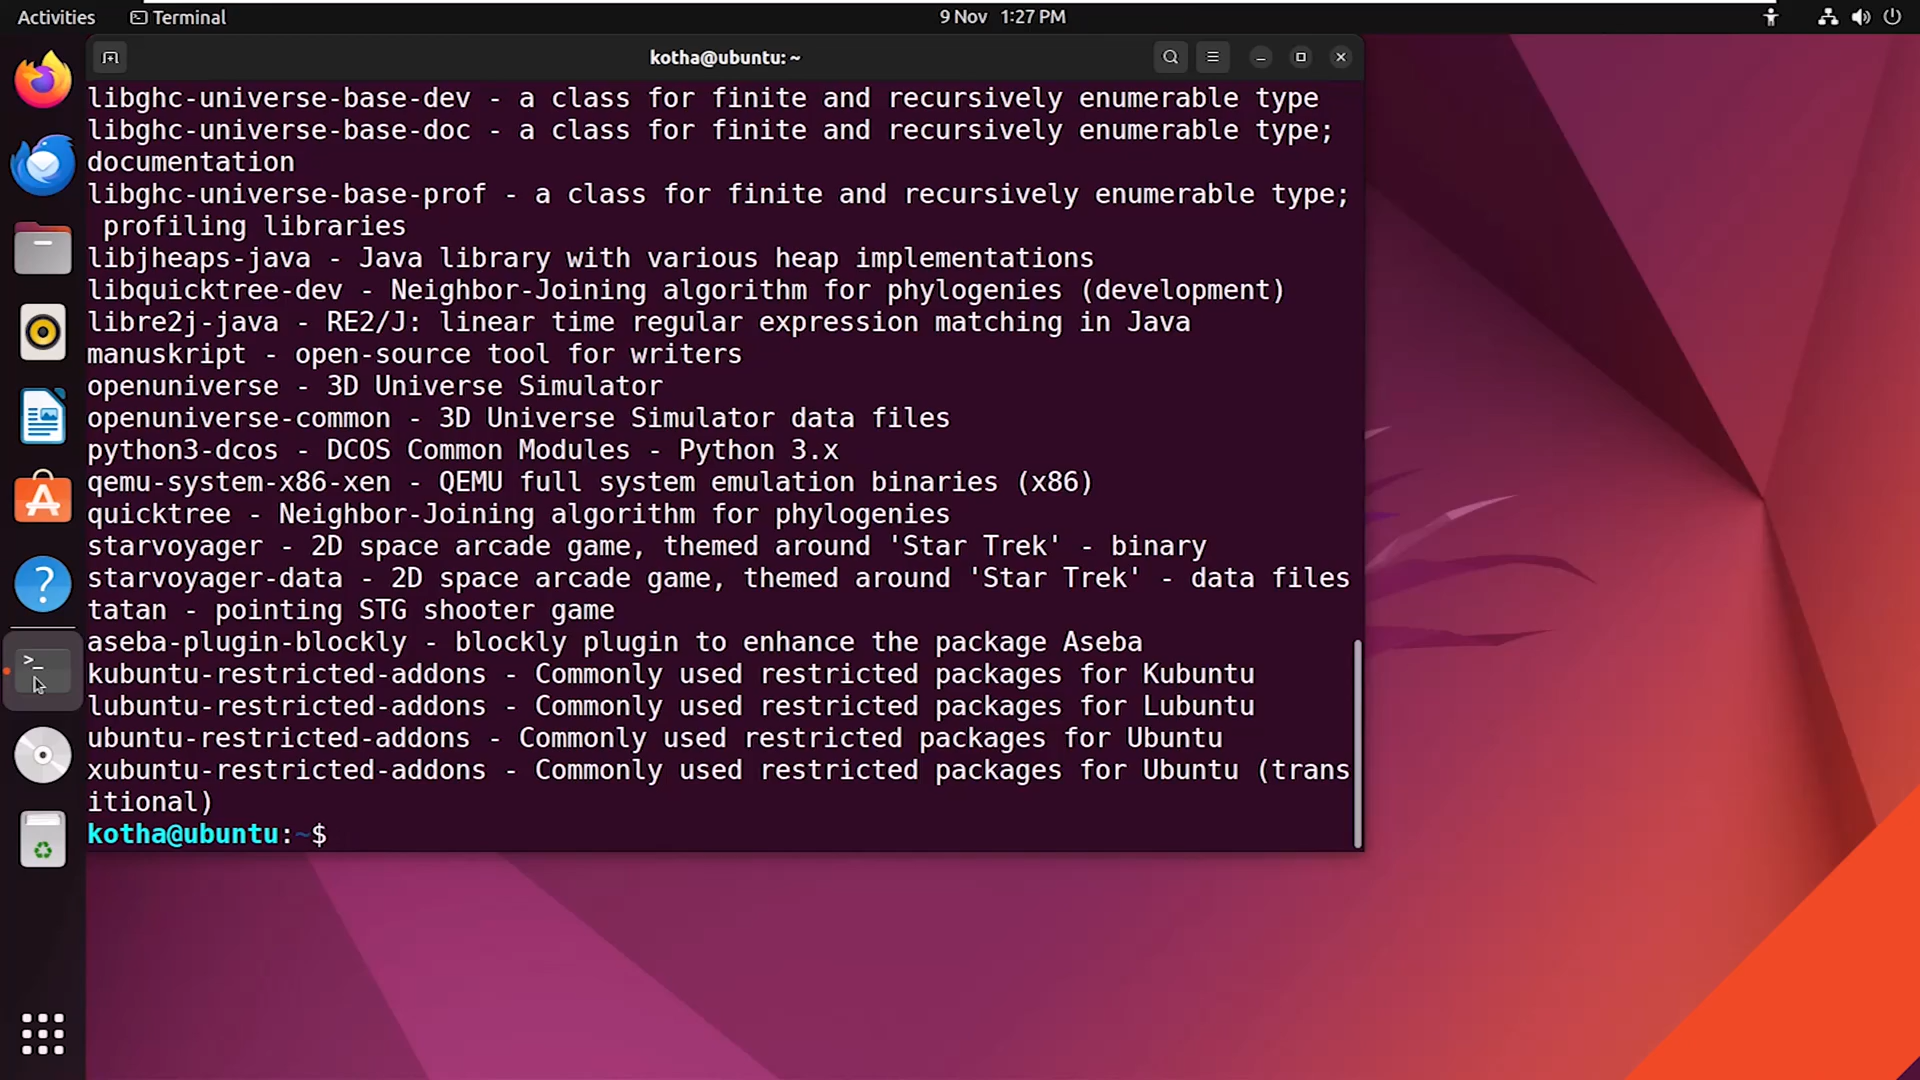 Activities Terminal 9 Nov 1:27 PM
kotha@ubuntu: ~
libghc-universe-base-dev - a class for finite and recursively enumerable type
libghc-universe-base-doc - a class for finite and recursively enumerable type;
documentation
libghc-universe-base-prof - a class for finite and recursively enumerable type;
profiling libraries
libjheaps-java - Java library with various heap implementations
libquicktree-dev - Neighbor-Joining algorithm for phylogenies (development)
libre2j-java - RE2/J: linear time regular expression matching in Java
manuskript - open-source tool for writers
openuniverse - 3D Universe Simulator
openuniverse-common - 3D Universe Simulator data files
python3-dcos - DCOS Common Modules - Python 3.x
qemu-system-x86-xen - QEMU full system emulation binaries (x86)
quicktree - Neighbor-Joining algorithm for phylogenies
starvoyager - 2D space arcade game, themed around 'Star Trek' - binary
starvoyager-data - 2D space arcade game, themed around 'Star Trek' - data files
tatan - pointing STG shooter game
aseba-plugin-blockly - blockly plugin to enhance the package Aseba
kubuntu-restricted-addons - Commonly used restricted packages for Kubuntu
lubuntu-restricted-addons - Commonly used restricted packages for Lubuntu
ubuntu-restricted-addons - Commonly used restricted packages for Ubuntu
xubuntu-restricted-addons - Commonly used restricted packages for Ubuntu (trans
itional)
kotha@ubuntu:~$